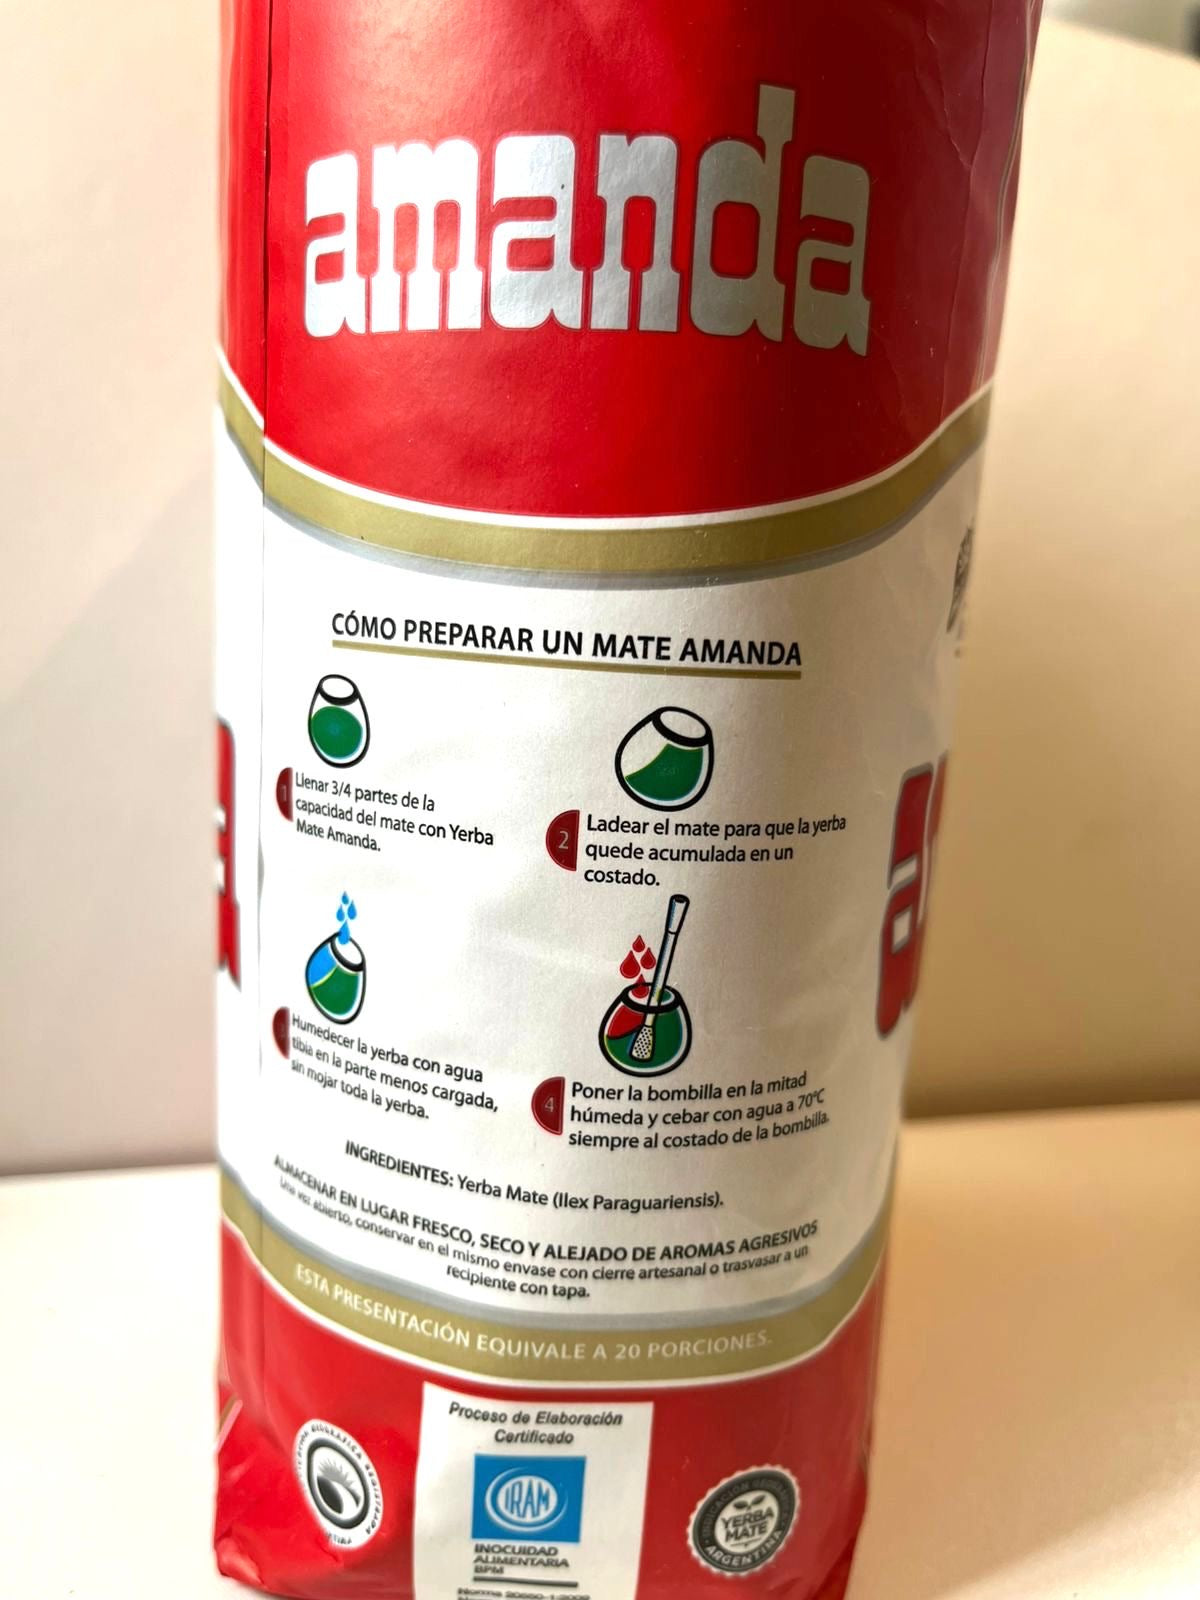 amanda
CÓMO PREPARAR UN MATE AMANDA
1
Llenar 3/4 partes de la
capacidad del mate con Yerba
Mate Amanda.
2
Ladear el mate para que la yerba
quede acumulada en un
costado.
3
Humedecer la yerba con agua
tibia en la parte menos cargada,
sin mojar toda la yerba.
4
Poner la bombilla en la mitad
húmeda y cebar con agua a 70°C
siempre al costado de la bombilla.
INGREDIENTES: Yerba Mate (Ilex Paraguariensis).
ALMACENAR EN LUGAR FRESCO, SECO Y ALEJADO DE AROMAS AGRESIVOS
Una vez abierto, conservar en el mismo envase con cierre artesanal o trasvasar a un
recipiente con tapa.
ESTA PRESENTACIÓN EQUIVALE A 20 PORCIONES.
Proceso de Elaboración
Certificado
IRAM
INOCUIDAD
ALIMENTARIA
BPM
YERBA
MATE
ARGENTINA